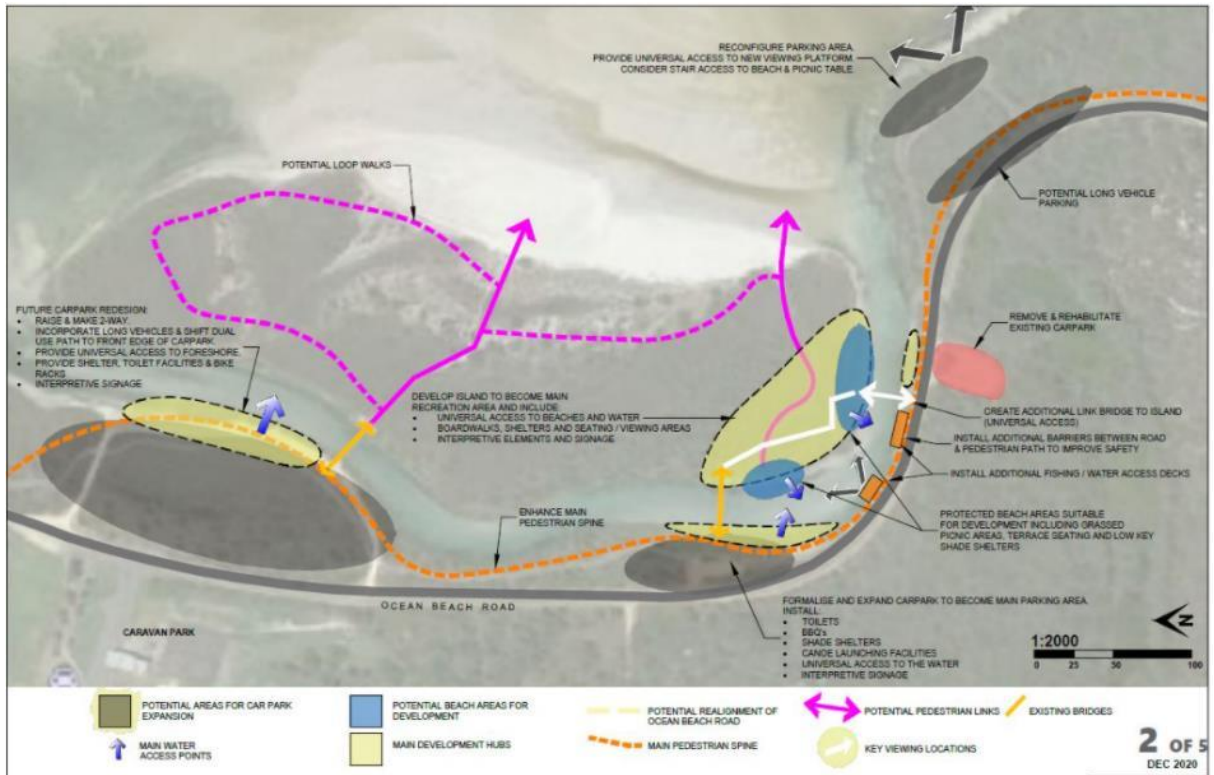 RECONFIGURE PARKING AREA.
PROVIDE UNIVERSAL ACCESS TO NEW VIEWING PLATFORM.
CONSIDER STAIR ACCESS TO BEACH & PICNIC TABLE.
POTENTIAL LOOP WALKS
POTENTIAL LONG VEHICLE
PARKING
FUTURE CARPARK REDESIGN:
• RAISE & MAKE 2-WAY.
• INCORPORATE LONG VEHICLES & SHIFT DUAL
USE PATH TO FRONT EDGE OF CARPARK.
• PROVIDE UNIVERSAL ACCESS TO FORESHORE.
• PROVIDE SHELTER, TOILET FACILITIES & BIKE
RACKS.
• INTERPRETIVE SIGNAGE
REMOVE & REHABILITATE
EXISTING CARPARK
DEVELOP ISLAND TO BECOME MAIN
RECREATION AREA AND INCLUDE:
• UNIVERSAL ACCESS TO BEACHES AND WATER
• BOARDWALKS, SHELTERS AND SEATING / VIEWING AREAS
• INTERPRETIVE ELEMENTS AND SIGNAGE
CREATE ADDITIONAL LINK BRIDGE TO ISLAND
(UNIVERSAL ACCESS)
INSTALL ADDITIONAL BARRIERS BETWEEN ROAD
& PEDESTRIAN PATH TO IMPROVE SAFETY
INSTALL ADDITIONAL FISHING / WATER ACCESS DECKS
ENHANCE MAIN
PEDESTRIAN SPINE
PROTECTED BEACH AREAS SUITABLE
FOR DEVELOPMENT INCLUDING GRASSED
PICNIC AREAS, TERRACE SEATING AND LOW KEY
SHADE SHELTERS
OCEAN BEACH ROAD
FORMALISE AND EXPAND CARPARK TO BECOME MAIN PARKING AREA.
INSTALL:
• TOILETS
• BBQ's
• SHADE SHELTERS
• CANOE LAUNCHING FACILITIES
• UNIVERSAL ACCESS TO THE WATER
• INTERPRETIVE SIGNAGE
CARAVAN PARK
N
1:2000
0 25 50 100
POTENTIAL AREAS FOR CAR PARK
EXPANSION
MAIN WATER
ACCESS POINTS
POTENTIAL BEACH AREAS FOR
DEVELOPMENT
MAIN DEVELOPMENT HUBS
POTENTIAL REALIGNMENT OF
OCEAN BEACH ROAD
MAIN PEDESTRIAN SPINE
POTENTIAL PEDESTRIAN LINKS
EXISTING BRIDGES
KEY VIEWING LOCATIONS
2 OF 5
DEC 2020